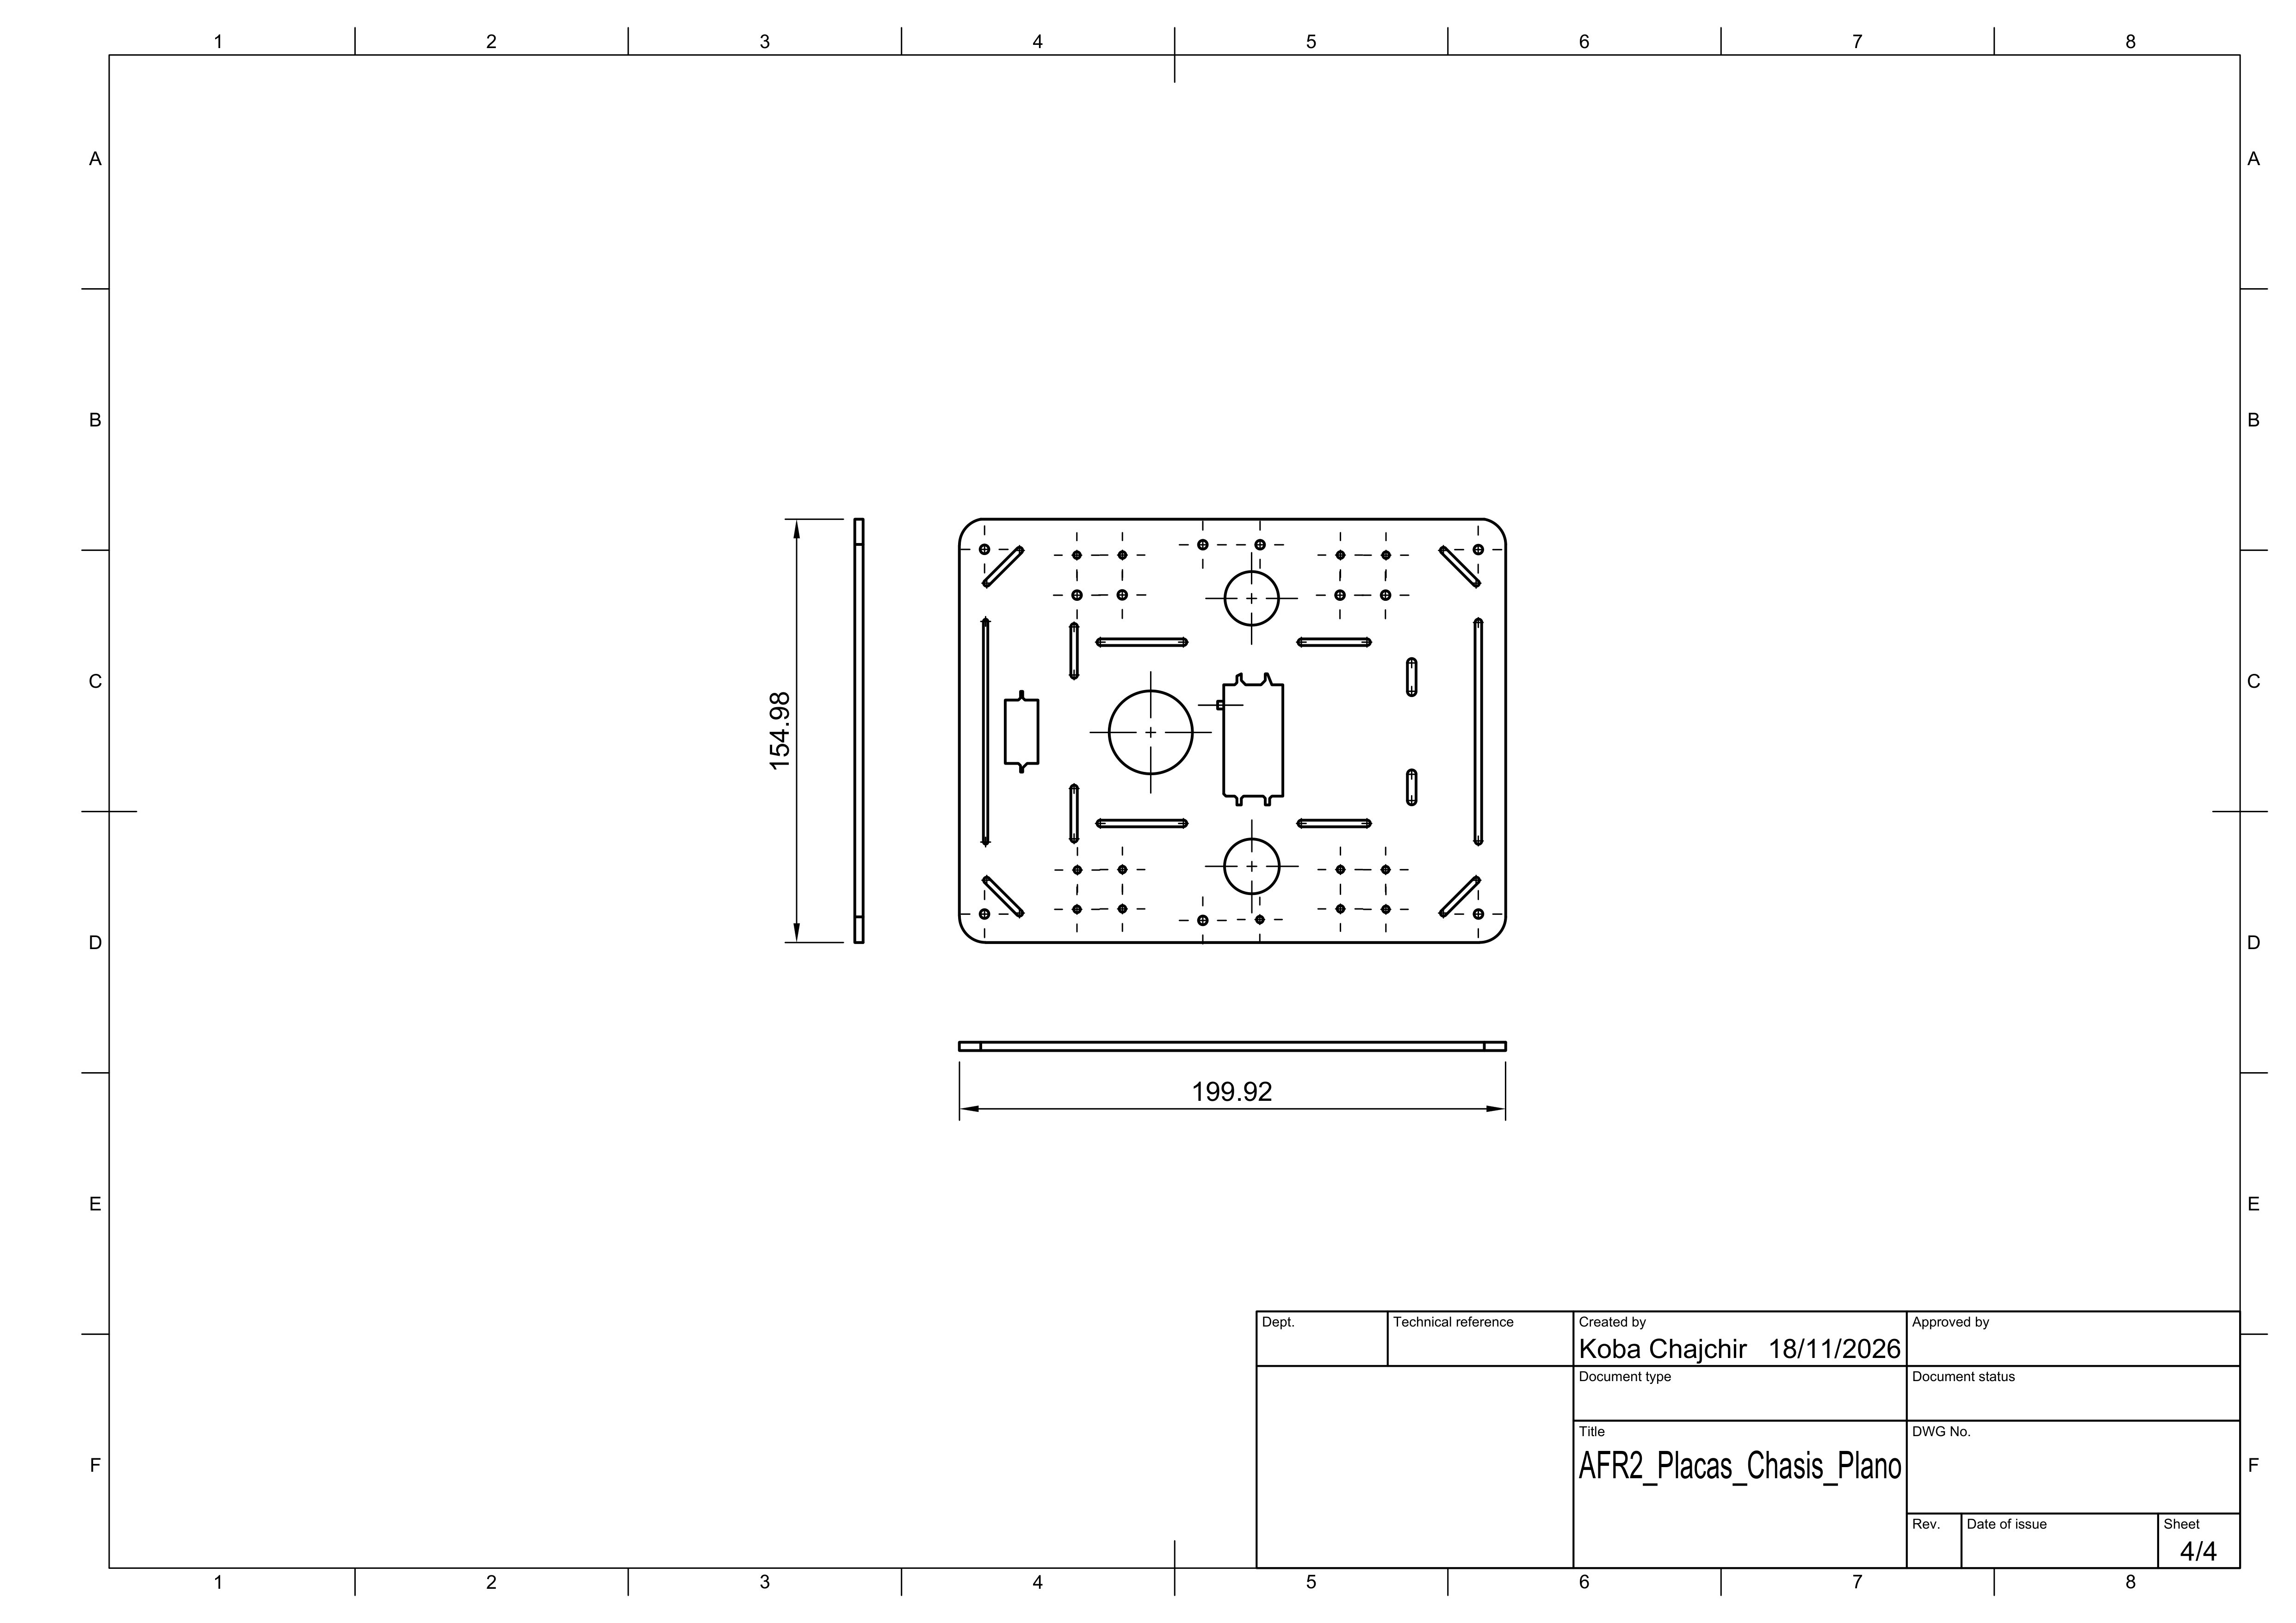 1 2 3 4 5 6 7 8
A A
B B
C C
154.98
D D
199.92
E E
Dept. Technical reference Created by Approved by
Koba Chajchir 18/11/2026
Document type Document status
Title DWG No.
AFR2_Placas_Chasis_Plano
F F
Rev. Date of issue Sheet
4/4
1 2 3 4 5 6 7 8